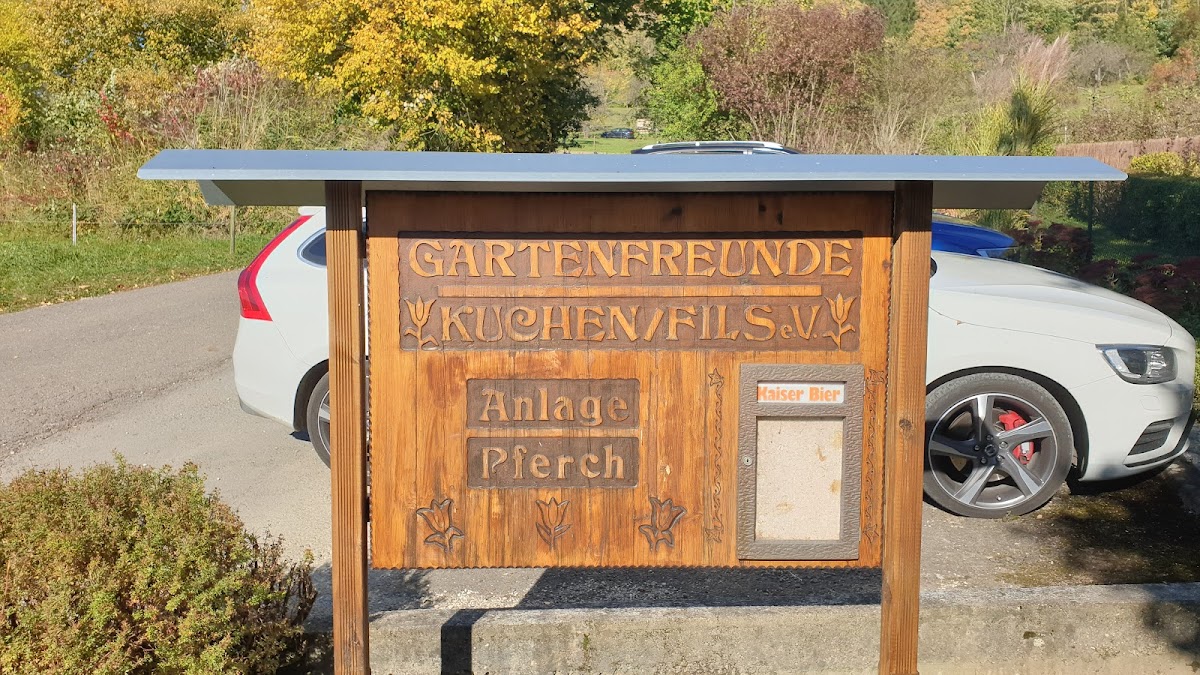 GARTENFREUNDE
KUCHEN/FILS e.V.
Anlage
Pferch
Kaiser Bier